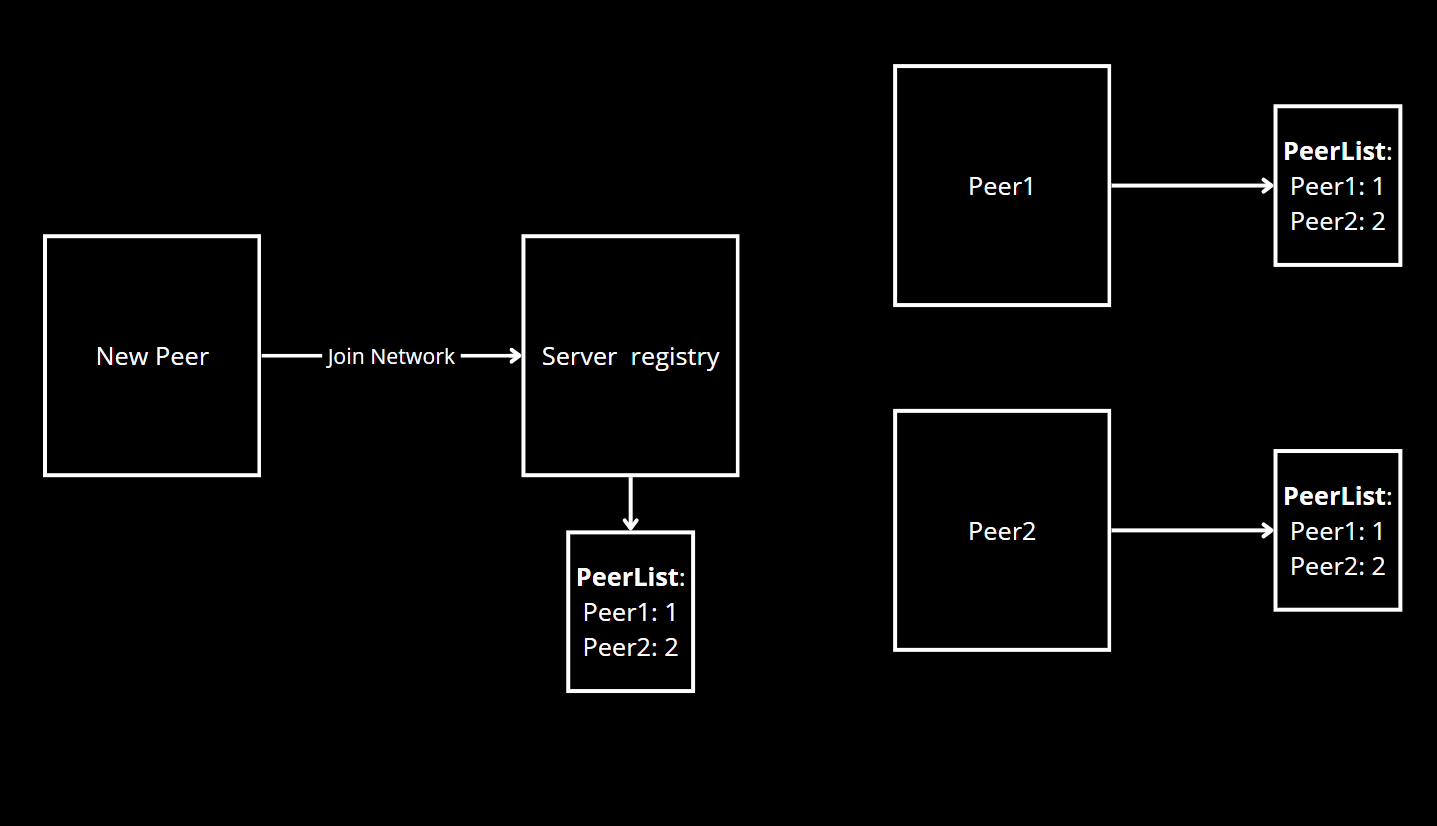 New Peer
Join Network
Server  registry
PeerList:
Peer1: 1
Peer2: 2
Peer1
PeerList:
Peer1: 1
Peer2: 2
Peer2
PeerList:
Peer1: 1
Peer2: 2